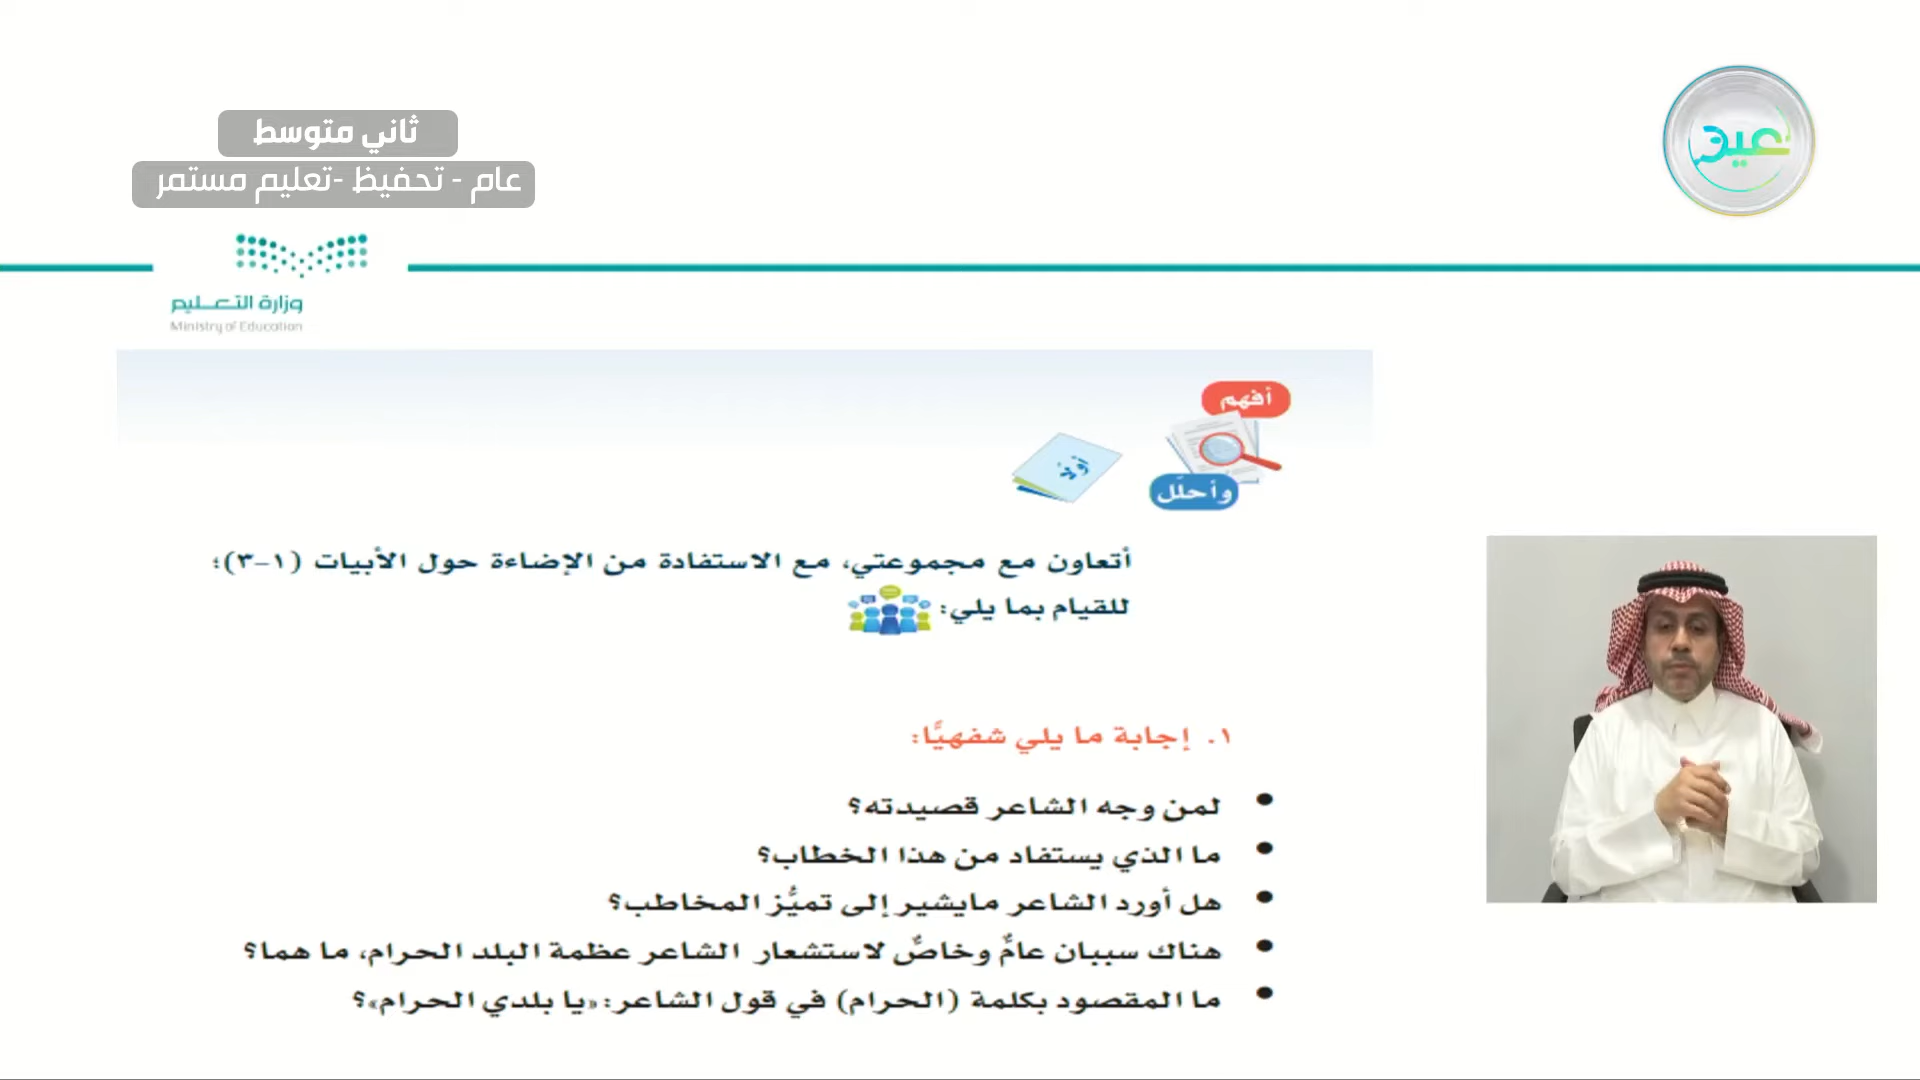 ثاني متوسط
عام - تحفيظ -تعليم مستمر
عين
وزارة التعـــليم
Ministry of Education
أفهم
وأحلّل
أولًا
أتعاون مع مجموعتي، مع الاستفادة من الإضاءة حول الأبيات (١-٣)؛
للقيام بما يلي:
١. إجابة ما يلي شفهيًّا:
• لمن وجه الشاعر قصيدته؟
• ما الذي يستفاد من هذا الخطاب؟
• هل أورد الشاعر مايشير إلى تميُّز المخاطب؟
• هناك سببان عامٌّ وخاصٌّ لاستشعار الشاعر عظمة البلد الحرام، ما هما؟
• ما المقصود بكلمة (الحرام) في قول الشاعر: «يا بلدي الحرام»؟